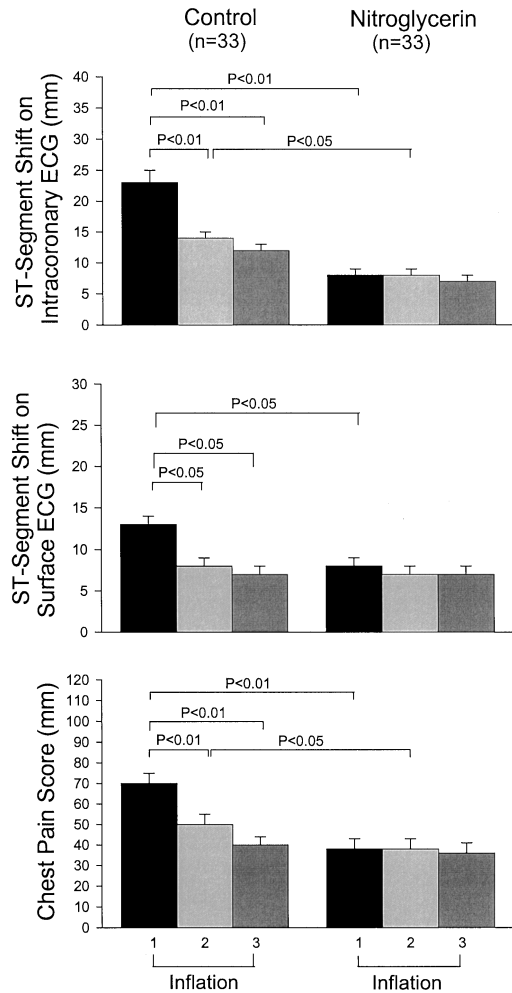 Control Nitroglycerin
(n=33) (n=33)
ST-Segment Shift on
Intracoronary ECG (mm)
40
35
30
25
20
15
10
5
0
P<0.01
P<0.01
P<0.01 P<0.05
ST-Segment Shift on
Surface ECG (mm)
30
25
20
15
10
5
0
P<0.05
P<0.05
P<0.05
Chest Pain Score (mm)
120
110
100
90
80
70
60
50
40
30
20
10
0
P<0.01
P<0.01
P<0.01 P<0.05
1 2 3 1 2 3
Inflation Inflation